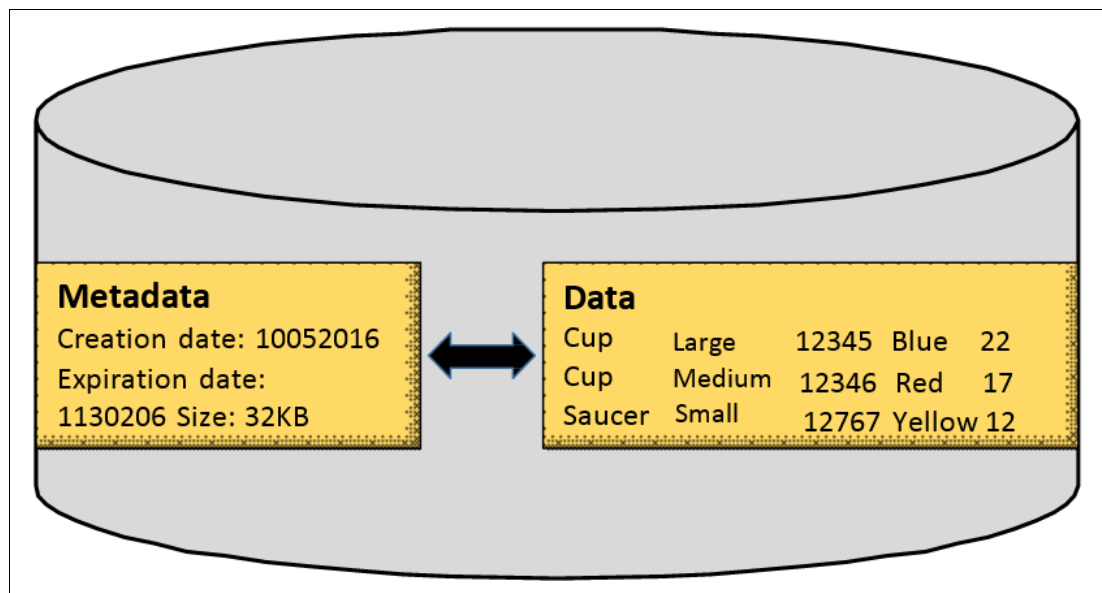 Metadata
Creation date: 10052016
Expiration date:
1130206 Size: 32KB
Data
Cup Large 12345 Blue 22
Cup Medium 12346 Red 17
Saucer Small 12767 Yellow 12